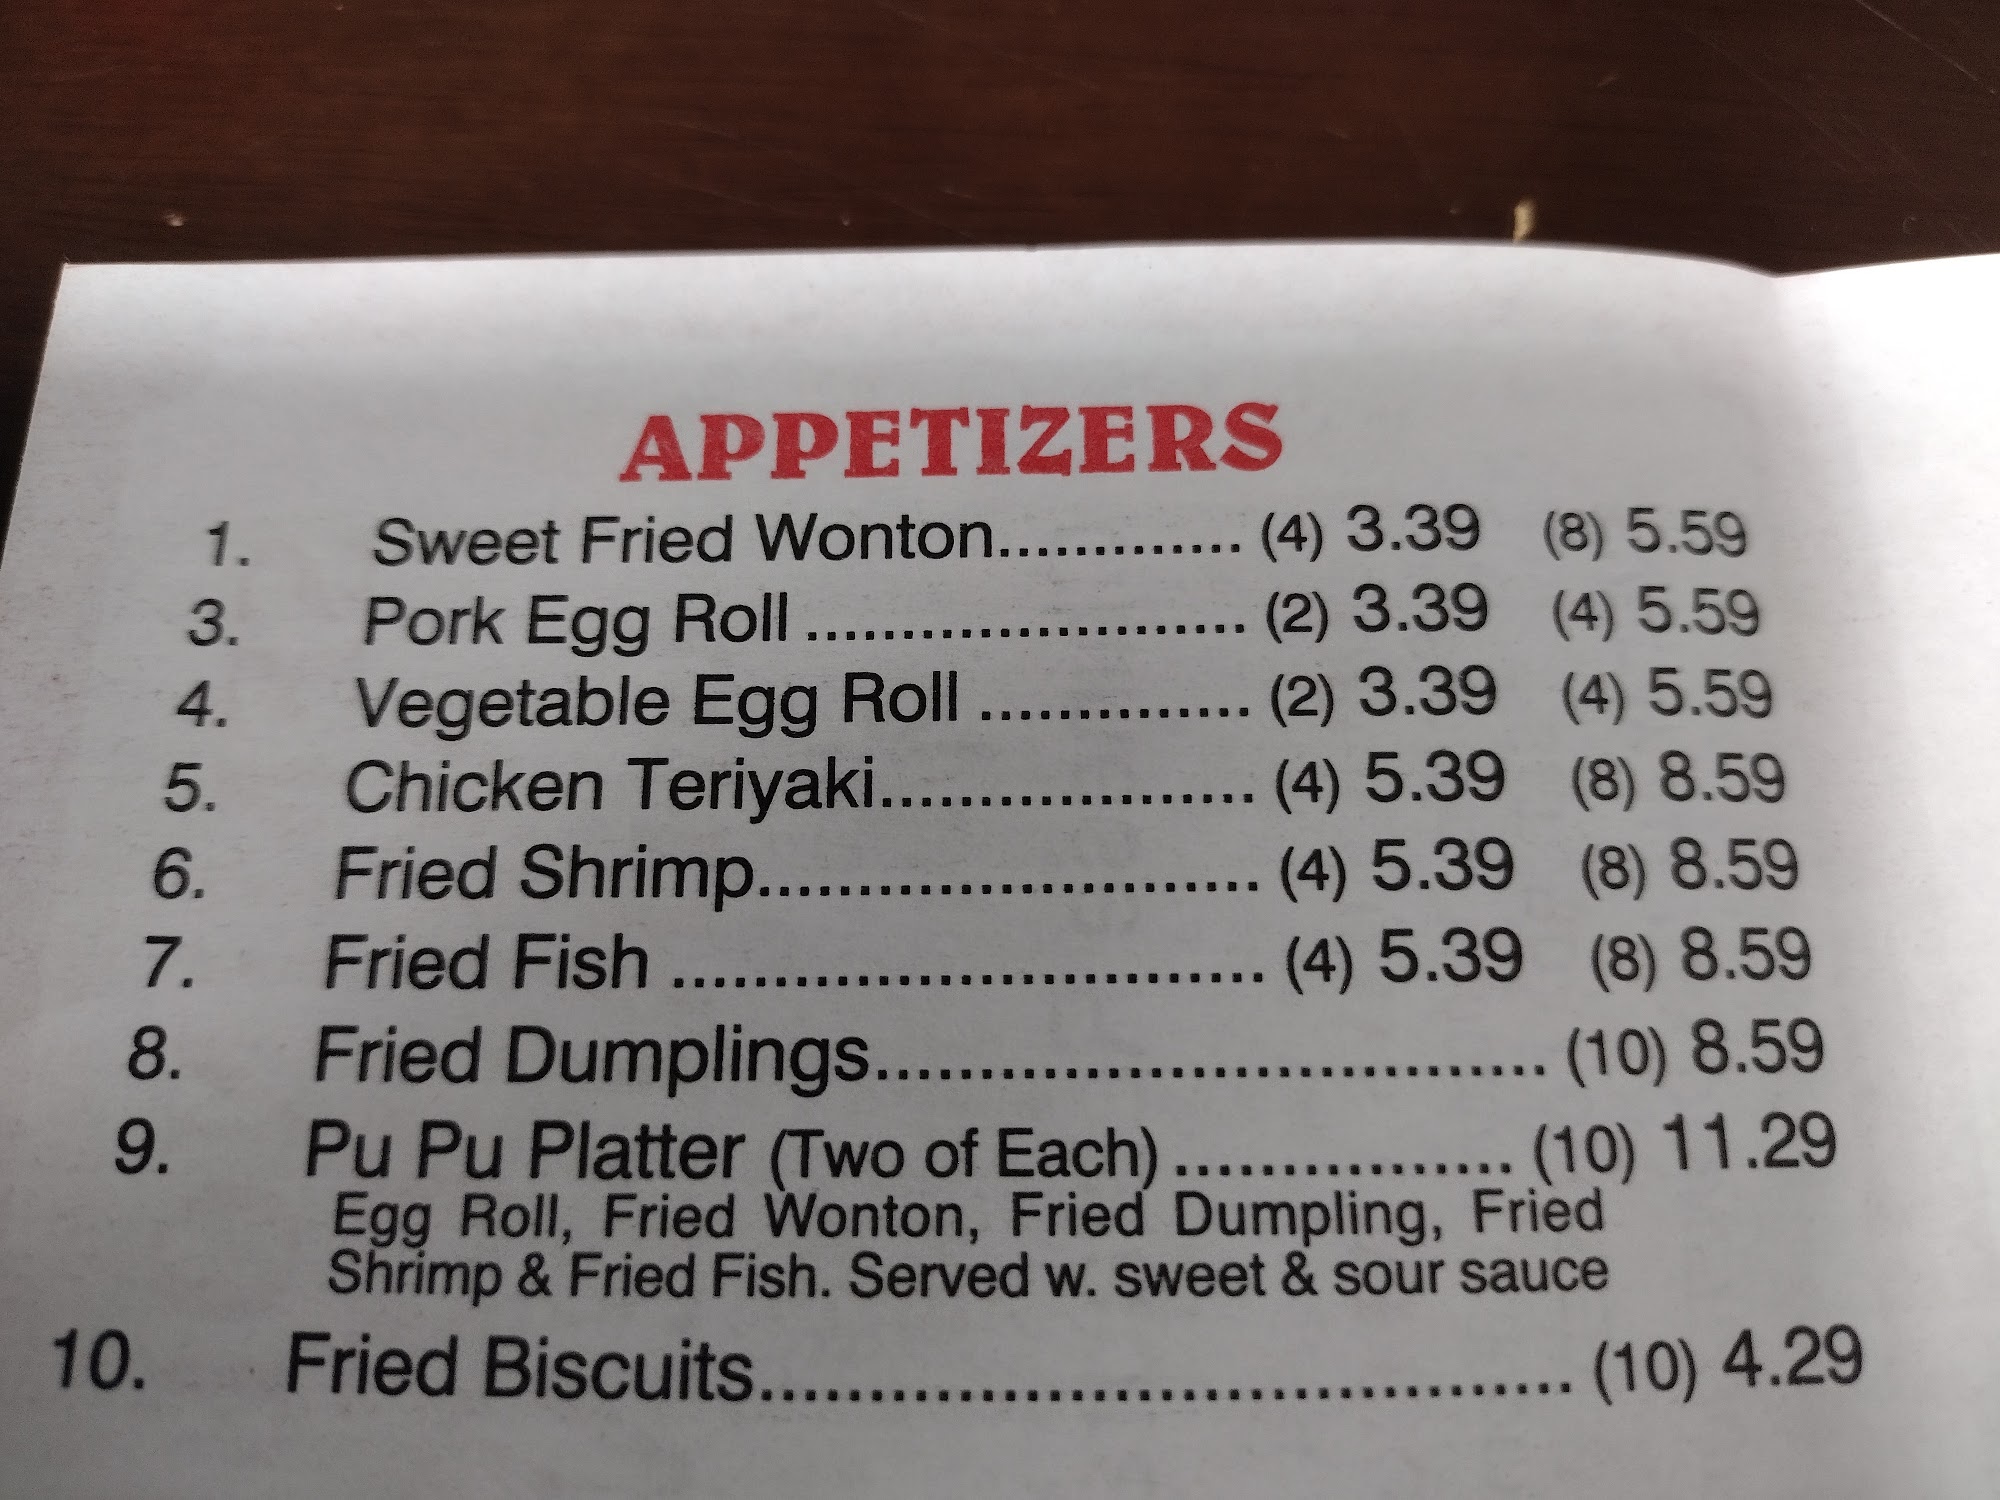 APPETIZERS
1. Sweet Fried Wonton............. (4) 3.39 (8) 5.59
3. Pork Egg Roll ....................... (2) 3.39 (4) 5.59
4. Vegetable Egg Roll .............. (2) 3.39 (4) 5.59
5. Chicken Teriyaki................... (4) 5.39 (8) 8.59
6. Fried Shrimp.......................... (4) 5.39 (8) 8.59
7. Fried Fish .............................. (4) 5.39 (8) 8.59
8. Fried Dumplings................................. (10) 8.59
9. Pu Pu Platter (Two of Each) ................ (10) 11.29
Egg Roll, Fried Wonton, Fried Dumpling, Fried
Shrimp & Fried Fish. Served w. sweet & sour sauce
10. Fried Biscuits...................................... (10) 4.29